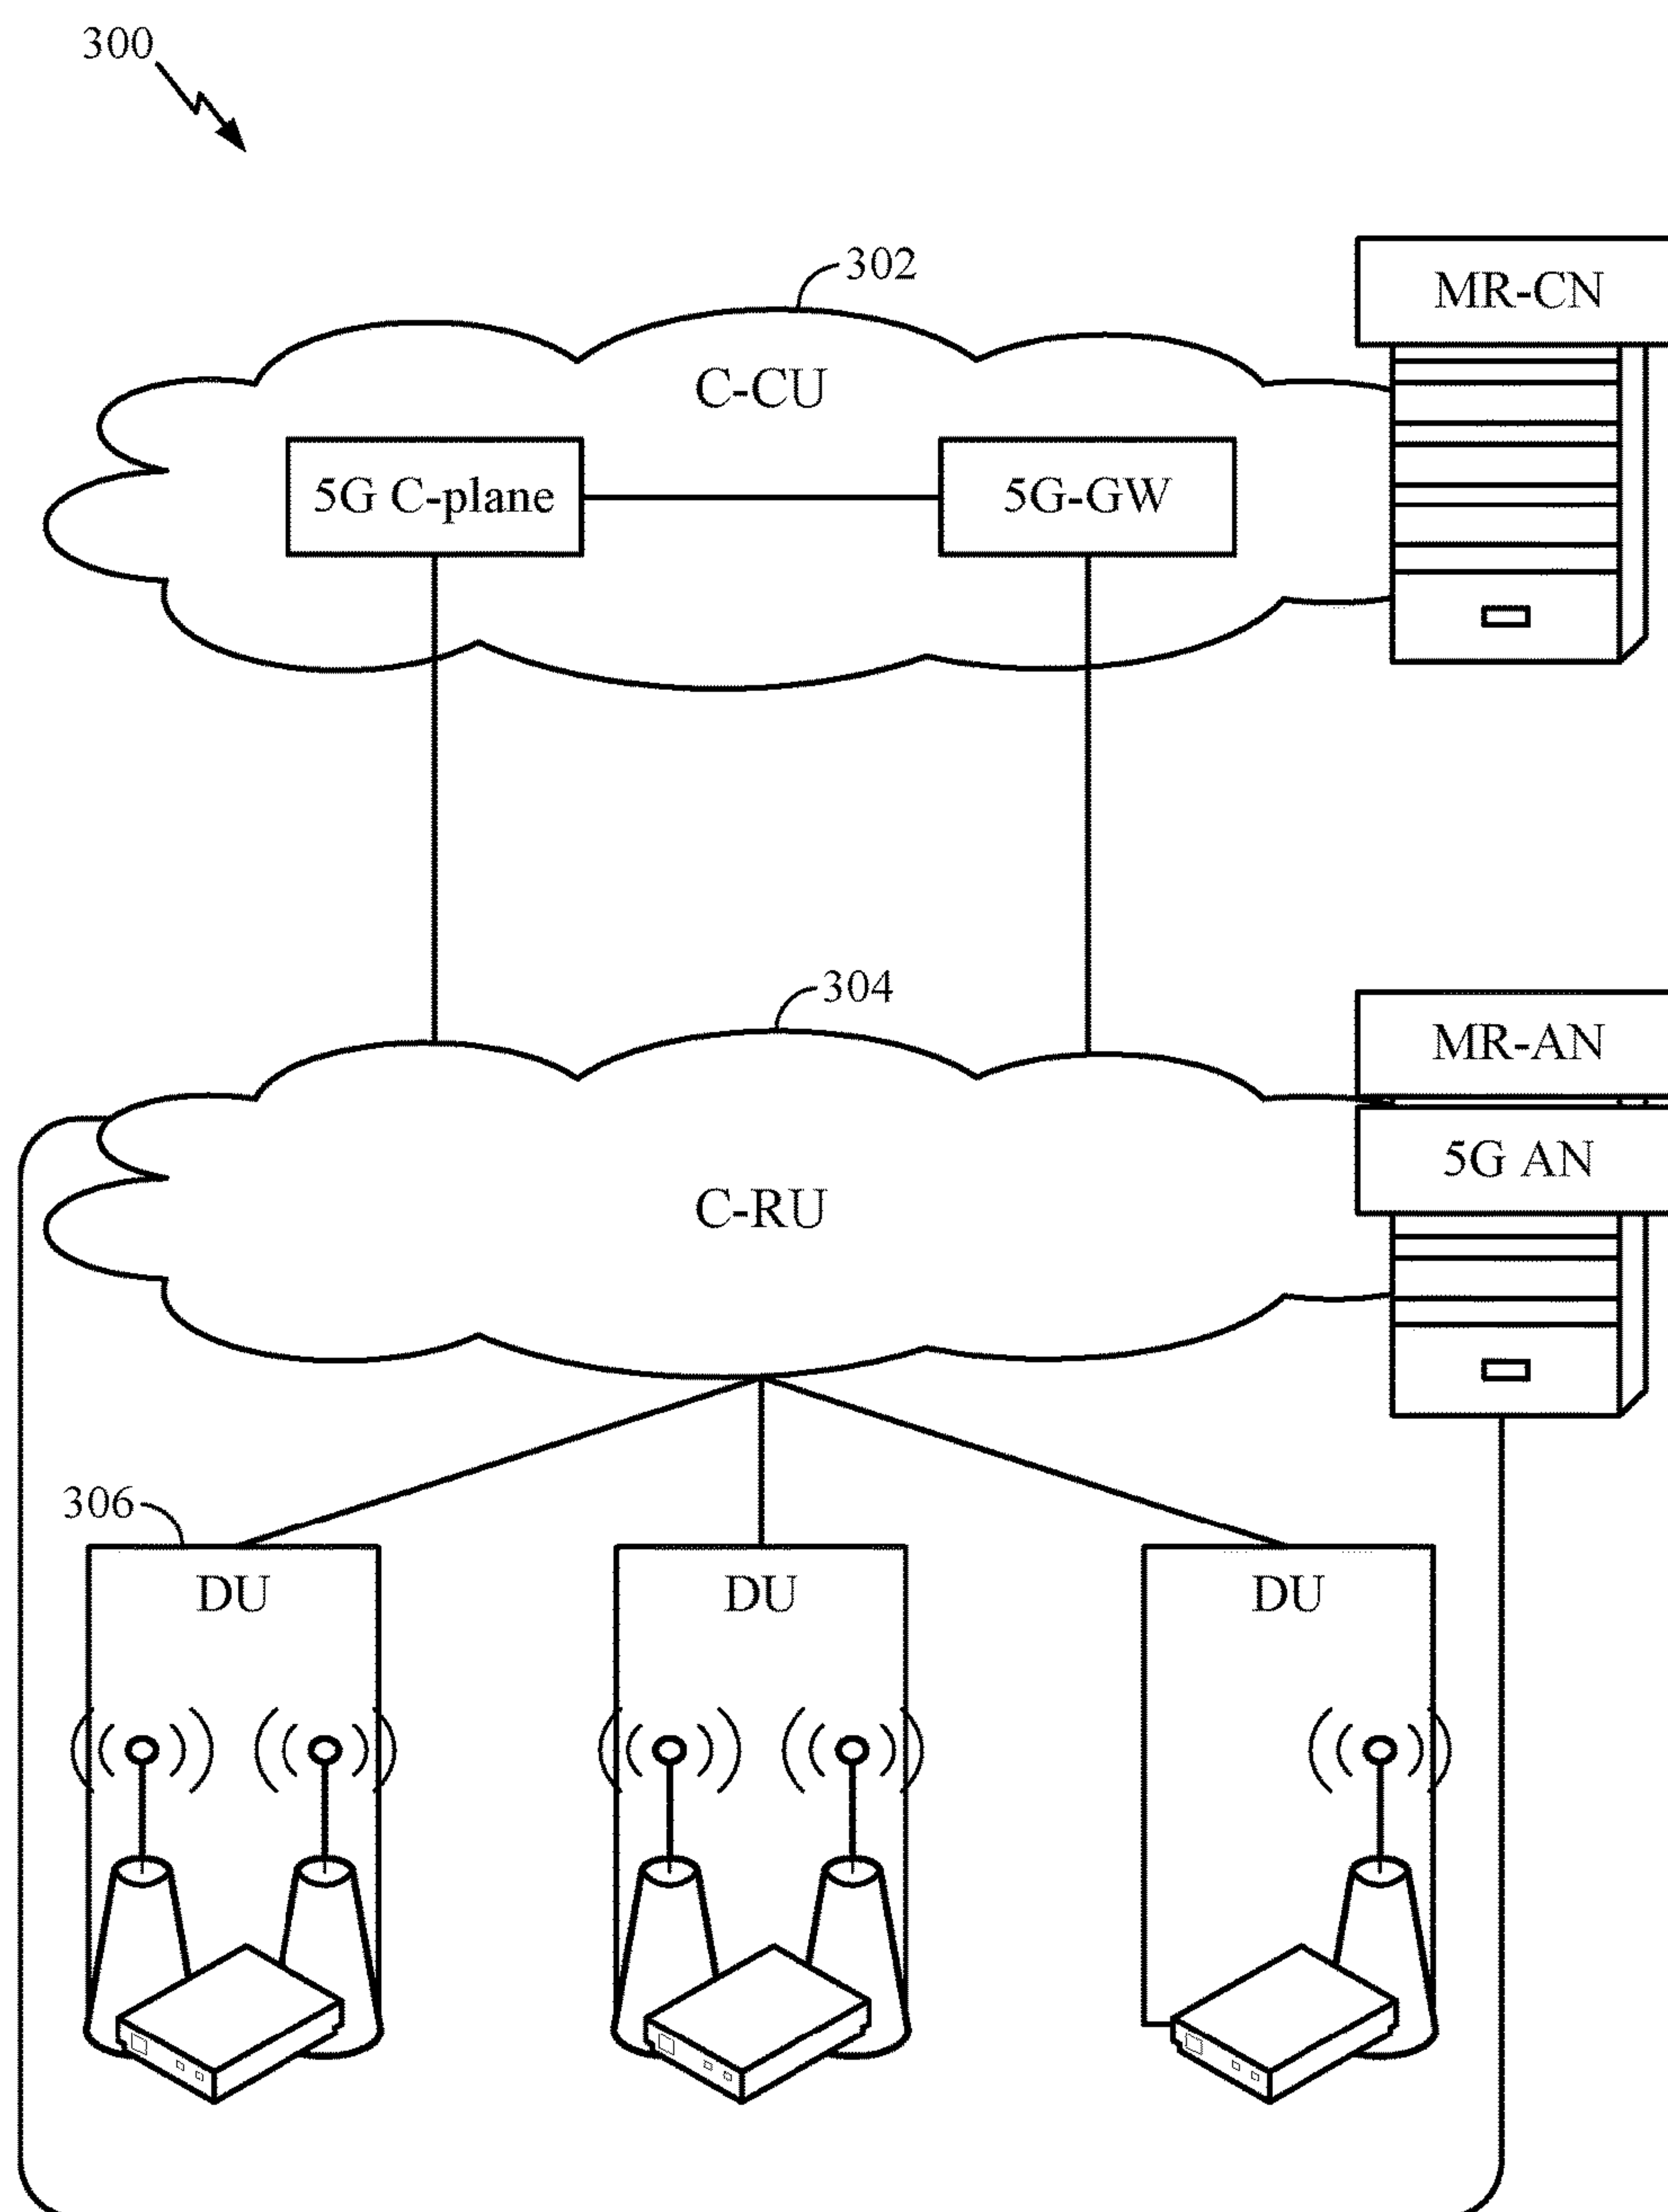 300
302
MR-CN
C-CU
5G C-plane
5G-GW
304
MR-AN
5G AN
C-RU
306
DU
DU
DU